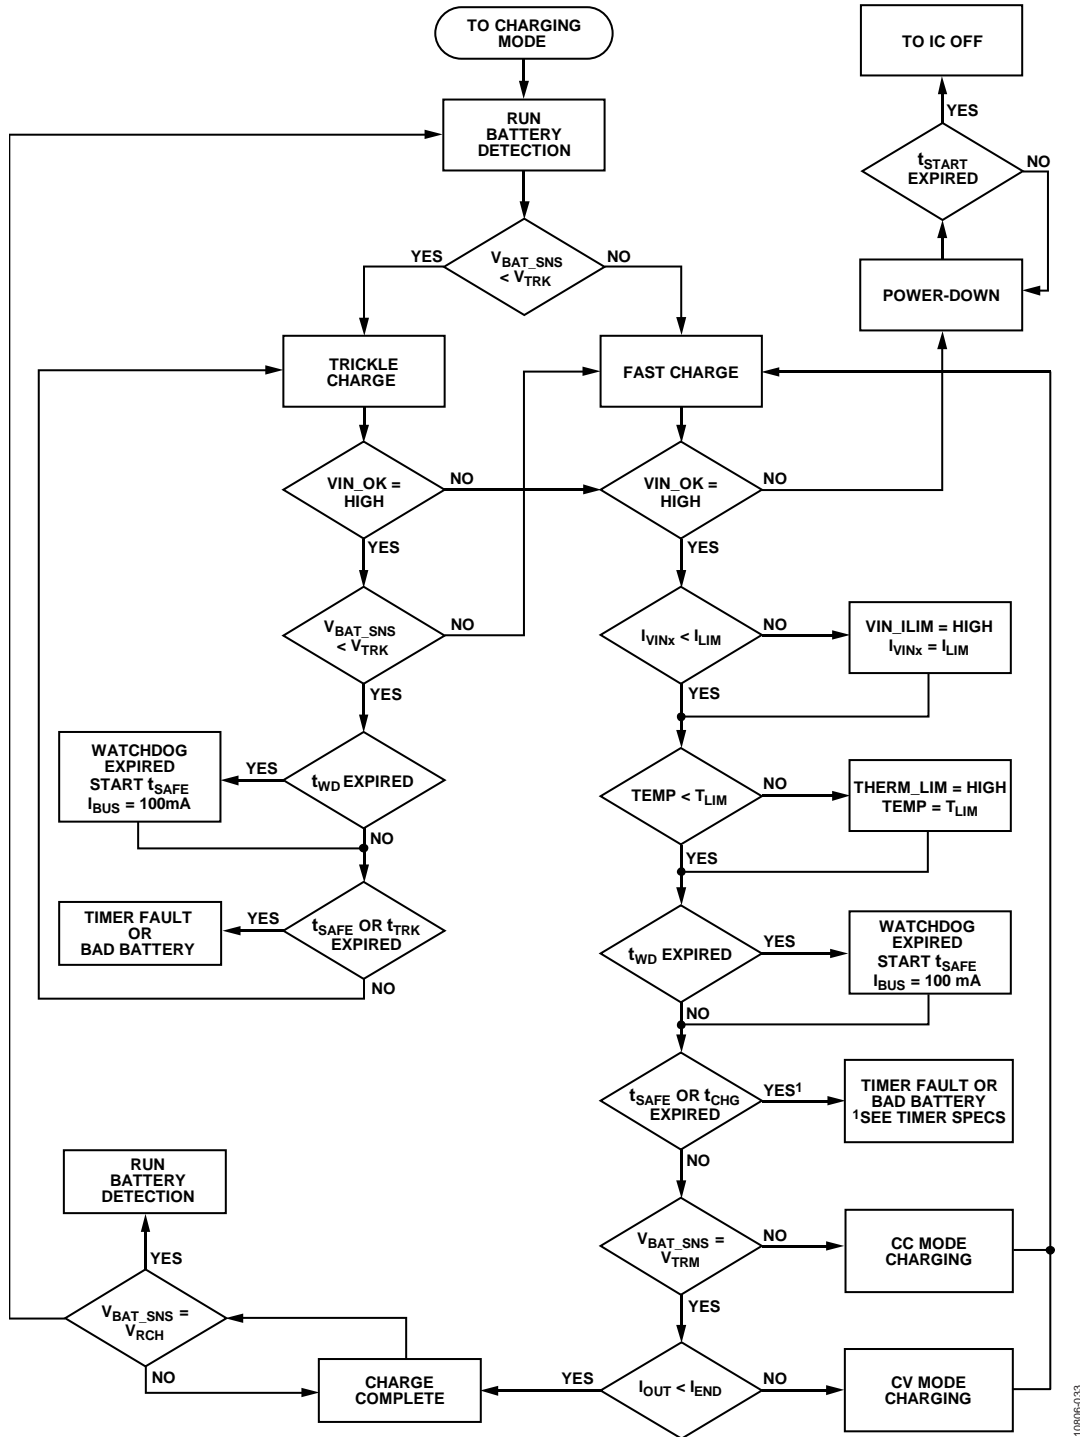 TO CHARGING
MODE
TO IC OFF
RUN
BATTERY
DETECTION
YES
tSTART
EXPIRED
NO
YES
VBAT_SNS
< VTRK
NO
POWER-DOWN
TRICKLE
CHARGE
FAST CHARGE
VIN_OK =
HIGH
NO
VIN_OK =
HIGH
NO
YES
YES
VBAT_SNS
< VTRK
NO
IVINx < ILIM
NO
VIN_ILIM = HIGH
IVINx = ILIM
YES
YES
WATCHDOG
EXPIRED
START tSAFE
IBUS = 100mA
YES
tWD EXPIRED
TEMP < TLIM
NO
THERM_LIM = HIGH
TEMP = TLIM
NO
YES
TIMER FAULT
OR
BAD BATTERY
YES
tSAFE OR tTRK
EXPIRED
tWD EXPIRED
YES
WATCHDOG
EXPIRED
START tSAFE
IBUS = 100 mA
NO
NO
tSAFE OR tCHG
EXPIRED
YES1
TIMER FAULT OR
BAD BATTERY
1SEE TIMER SPECS
NO
RUN
BATTERY
DETECTION
VBAT_SNS =
VTRM
NO
CC MODE
CHARGING
YES
YES
VBAT_SNS =
VRCH
NO
CHARGE
COMPLETE
YES
IOUT < IEND
NO
CV MODE
CHARGING
10806-033